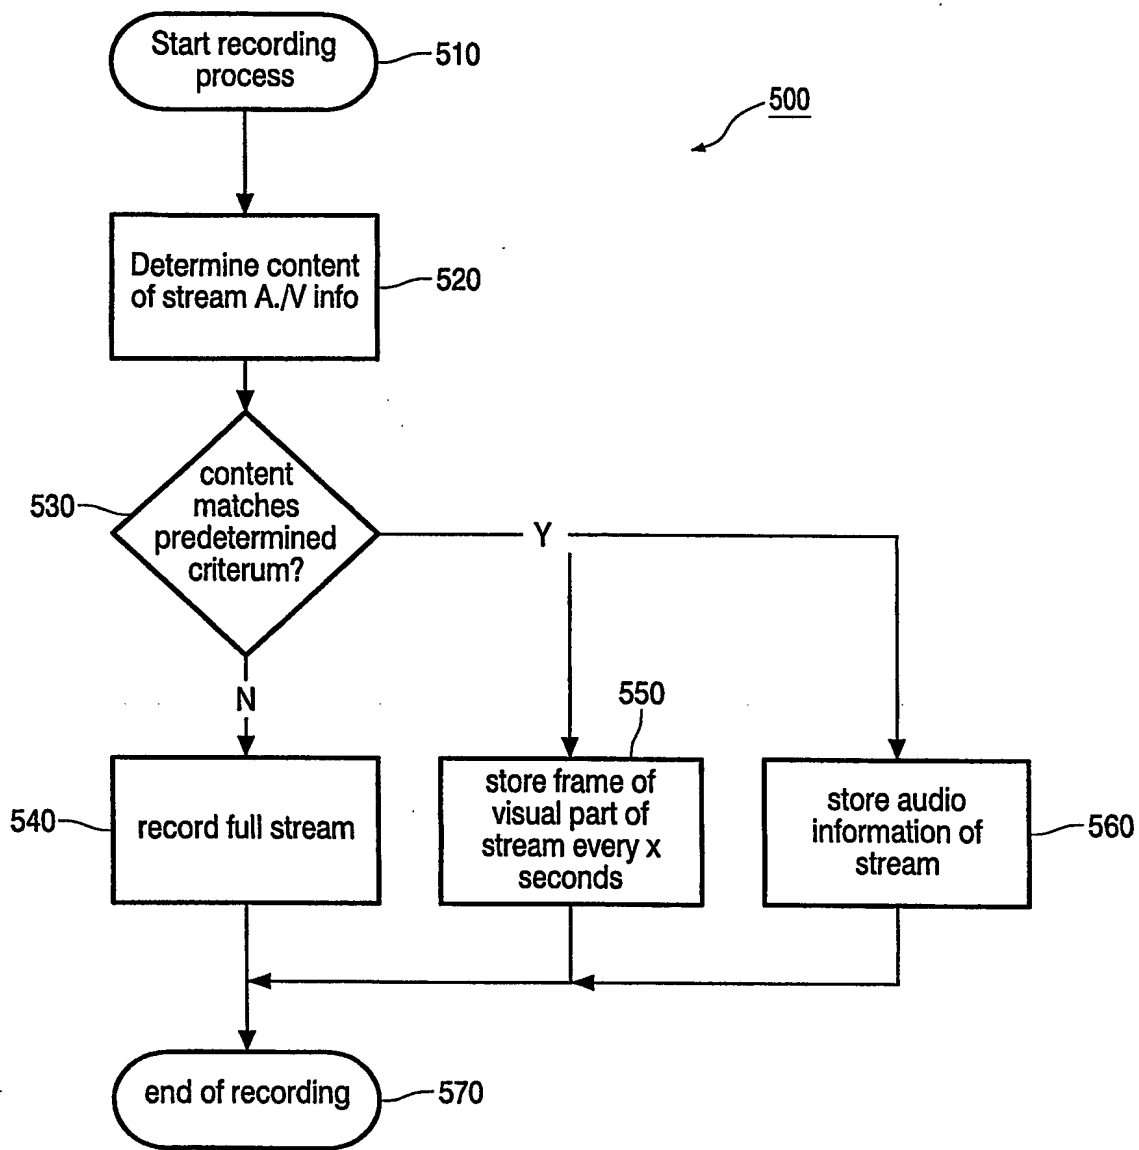 Start recording
process
510
500
Determine content
of stream A./V info
520
content
matches
predetermined
criterum?
530
Y
N
550
record full stream
540
store frame of
visual part of
stream every x
seconds
store audio
information of
stream
560
end of recording
570